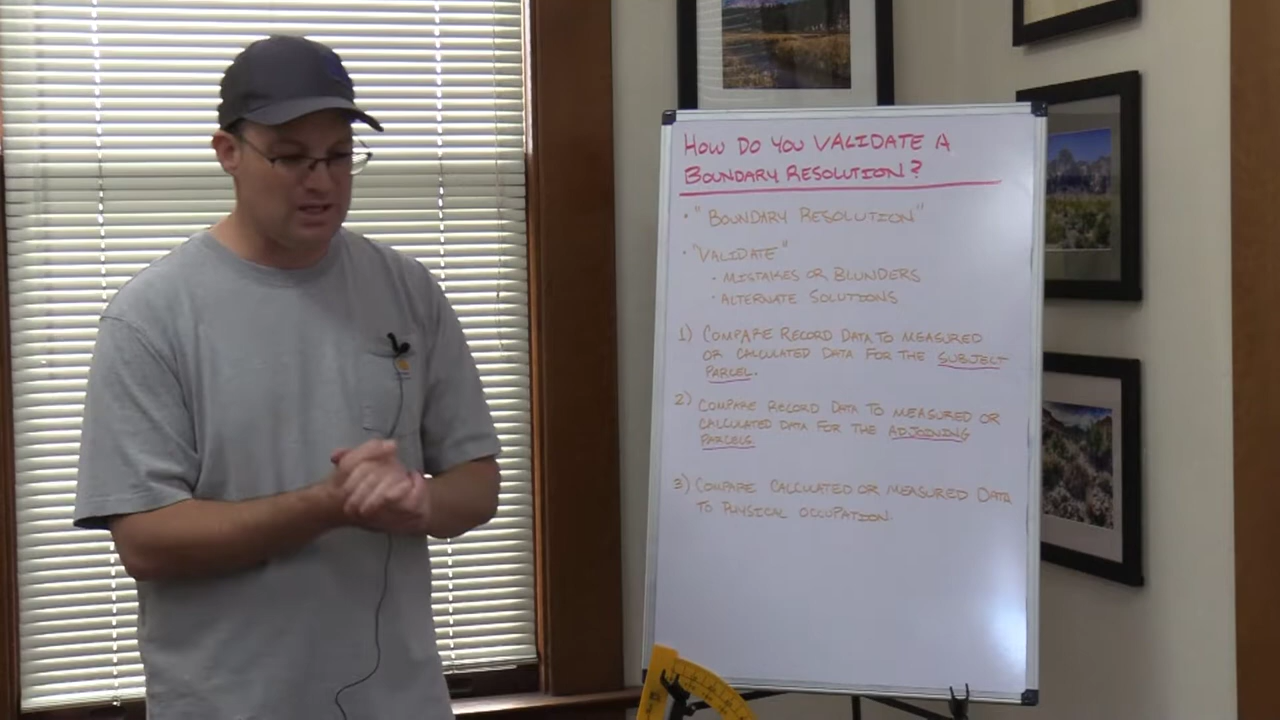 HOW DO YOU VALIDATE A
BOUNDARY RESOLUTION?
• "BOUNDARY RESOLUTION"
• "VALIDATE"
• MISTAKES OR BLUNDERS
• ALTERNATE SOLUTIONS
1) COMPARE RECORD DATA TO MEASURED
OR CALCULATED DATA FOR THE SUBJECT
PARCEL.
2) COMPARE RECORD DATA TO MEASURED OR
CALCULATED DATA FOR THE ADJOINING
PARCELS
3) COMPARE CALCULATED OR MEASURED DATA
TO PHYSICAL OCCUPATION.